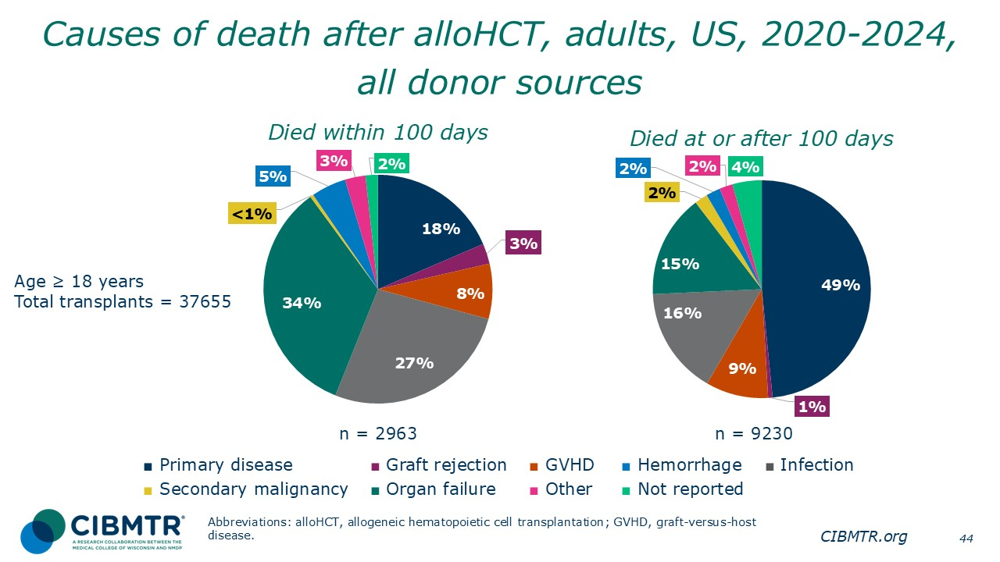 Causes of death after alloHCT, adults, US, 2020-2024,
all donor sources
Died within 100 days
3%
2%
5%
<1%
18%
3%
8%
34%
27%
n = 2963
Died at or after 100 days
2%
2%
4%
2%
15%
49%
16%
9%
1%
n = 9230
Age ≥ 18 years
Total transplants = 37655
Primary disease
Graft rejection
GVHD
Hemorrhage
Infection
Secondary malignancy
Organ failure
Other
Not reported
CIBMTR®
A RESEARCH COLLABORATION BETWEEN THE
MEDICAL COLLEGE OF WISCONSIN AND NMDP
Abbreviations: alloHCT, allogeneic hematopoietic cell transplantation; GVHD, graft-versus-host
disease.
CIBMTR.org
44